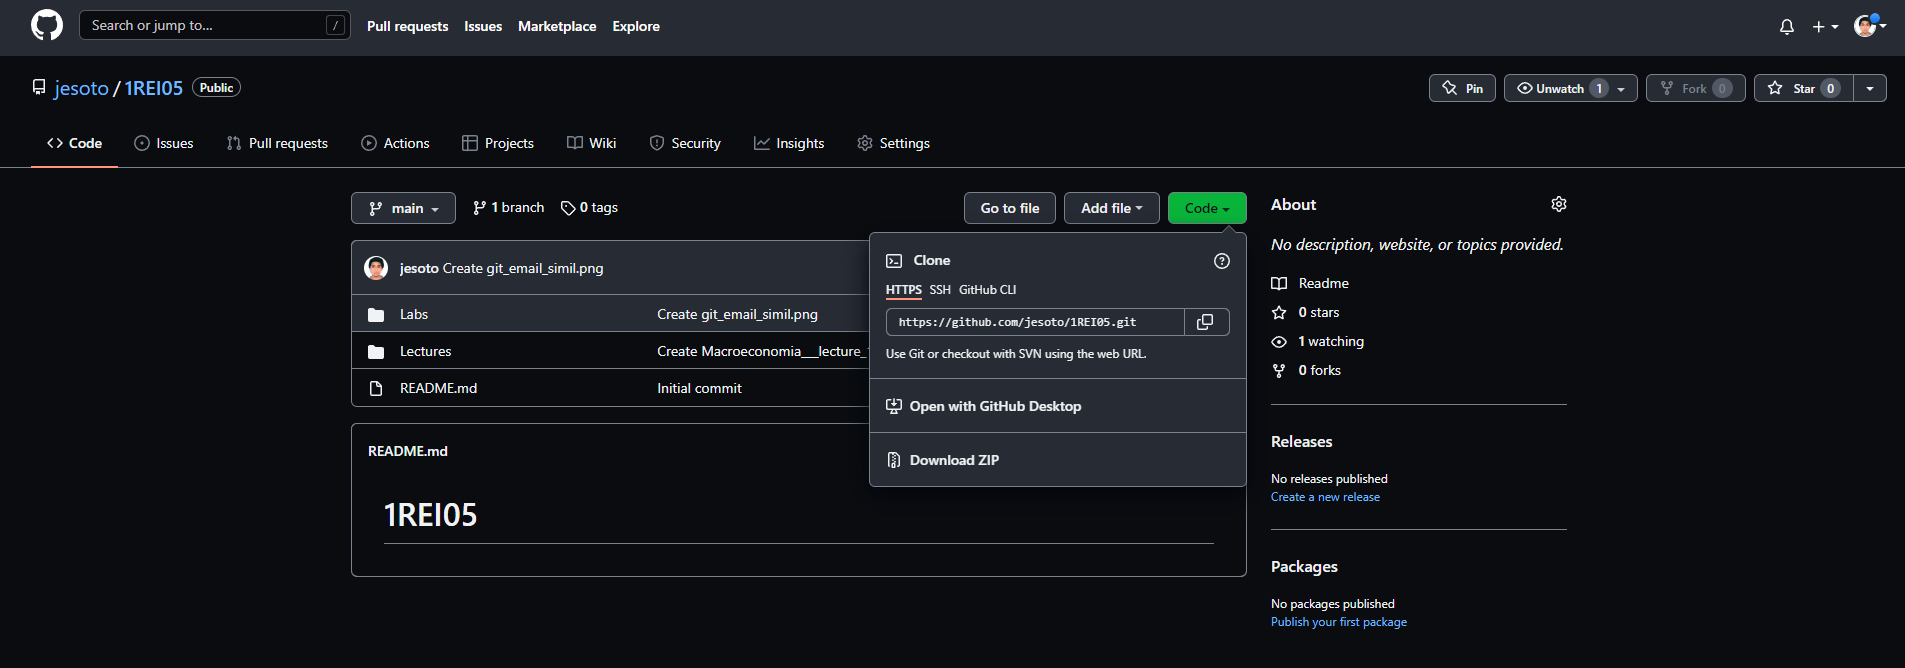 Search or jump to... /
Pull requests Issues Marketplace Explore
jesoto / 1REI05 Public
Pin Unwatch 1 Fork 0 Star 0
Code Issues Pull requests Actions Projects Wiki Security Insights Settings
main 1 branch 0 tags Go to file Add file Code
jesoto Create git_email_simil.png
Labs Create git_email_simil.png
Lectures Create Macroeconomia__lecture_
README.md Initial commit
README.md
1REI05
Clone
HTTPS SSH GitHub CLI
https://github.com/jesoto/1REI05.git
Use Git or checkout with SVN using the web URL.
Open with GitHub Desktop
Download ZIP
About
No description, website, or topics provided.
Readme
0 stars
1 watching
0 forks
Releases
No releases published
Create a new release
Packages
No packages published
Publish your first package